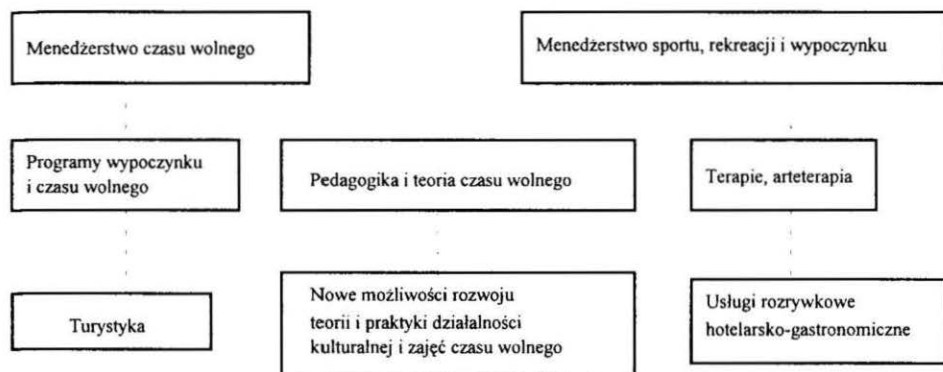 Menedżerstwo czasu wolnego
Menedżerstwo sportu, rekreacji i wypoczynku
Programy wypoczynku
i czasu wolnego
Pedagogika i teoria czasu wolnego
Terapie, arteterapia
Turystyka
Nowe możliwości rozwoju
teorii i praktyki działalności
kulturalnej i zajęć czasu wolnego
Usługi rozrywkowe
hotelarsko-gastronomiczne